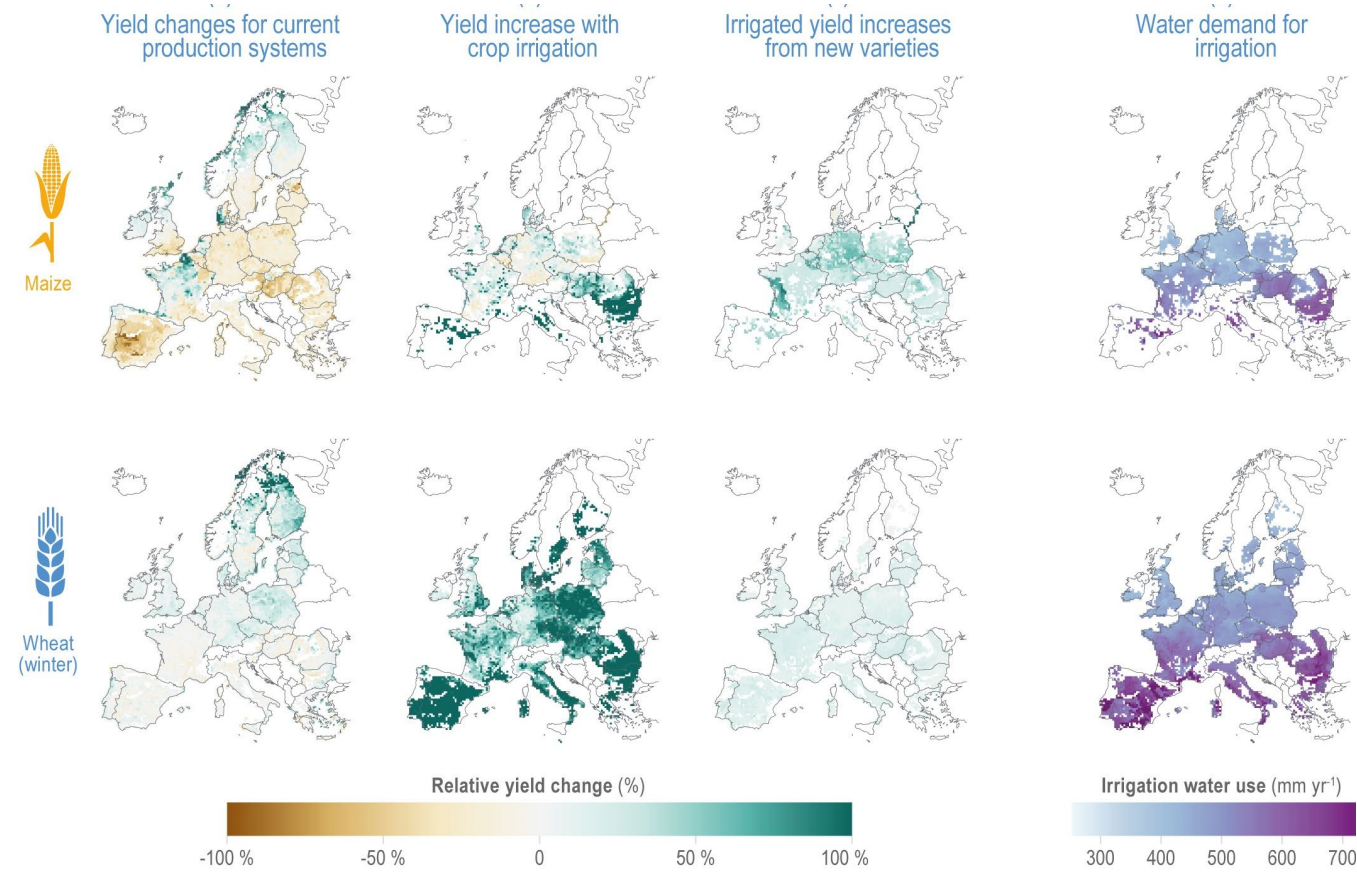 Yield changes for current
production systems
Yield increase with
crop irrigation
Irrigated yield increases
from new varieties
Water demand for
irrigation
Maize
Wheat
(winter)
Relative yield change (%)
-100 %
-50 %
0
50 %
100 %
Irrigation water use (mm yr⁻¹)
300
400
500
600
700